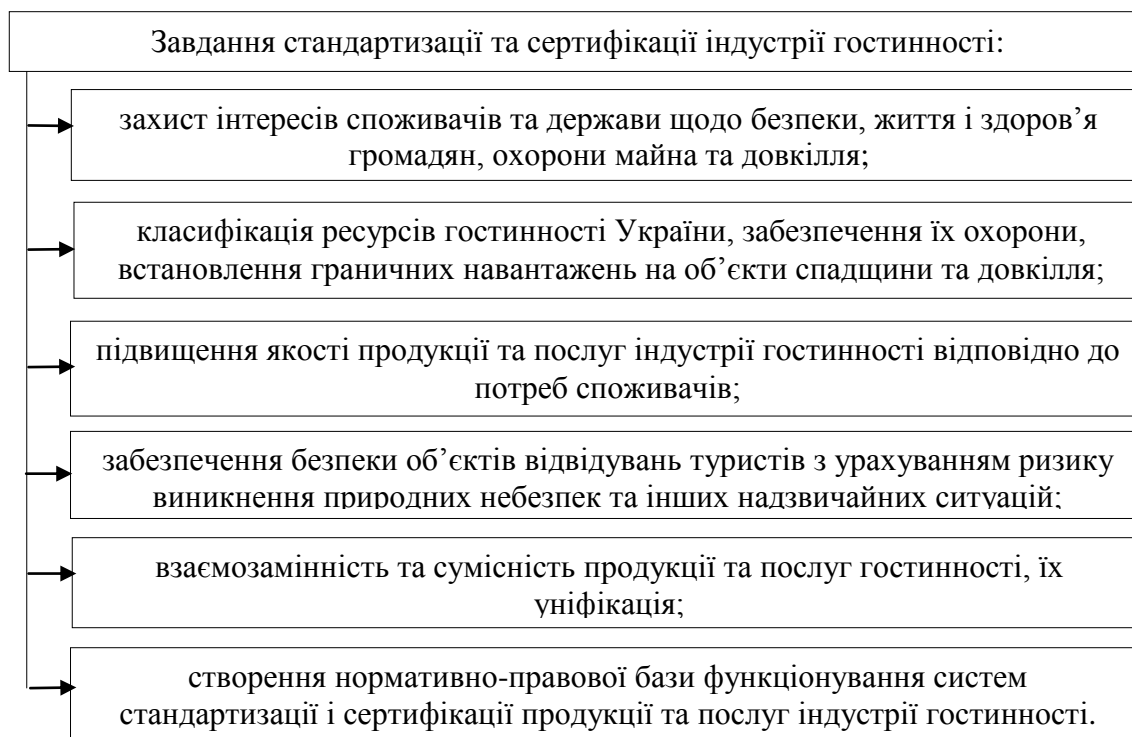 Завдання стандартизації та сертифікації індустрії гостинності:
захист інтересів споживачів та держави щодо безпеки, життя і здоров’я
громадян, охорони майна та довкілля;
класифікація ресурсів гостинності України, забезпечення їх охорони,
встановлення граничних навантажень на об’єкти спадщини та довкілля;
підвищення якості продукції та послуг індустрії гостинності відповідно до
потреб споживачів;
забезпечення безпеки об’єктів відвідувань туристів з урахуванням ризику
виникнення природних небезпек та інших надзвичайних ситуацій;
взаємозамінність та сумісність продукції та послуг гостинності, їх
уніфікація;
створення нормативно-правової бази функціонування систем
стандартизації і сертифікації продукції та послуг індустрії гостинності.